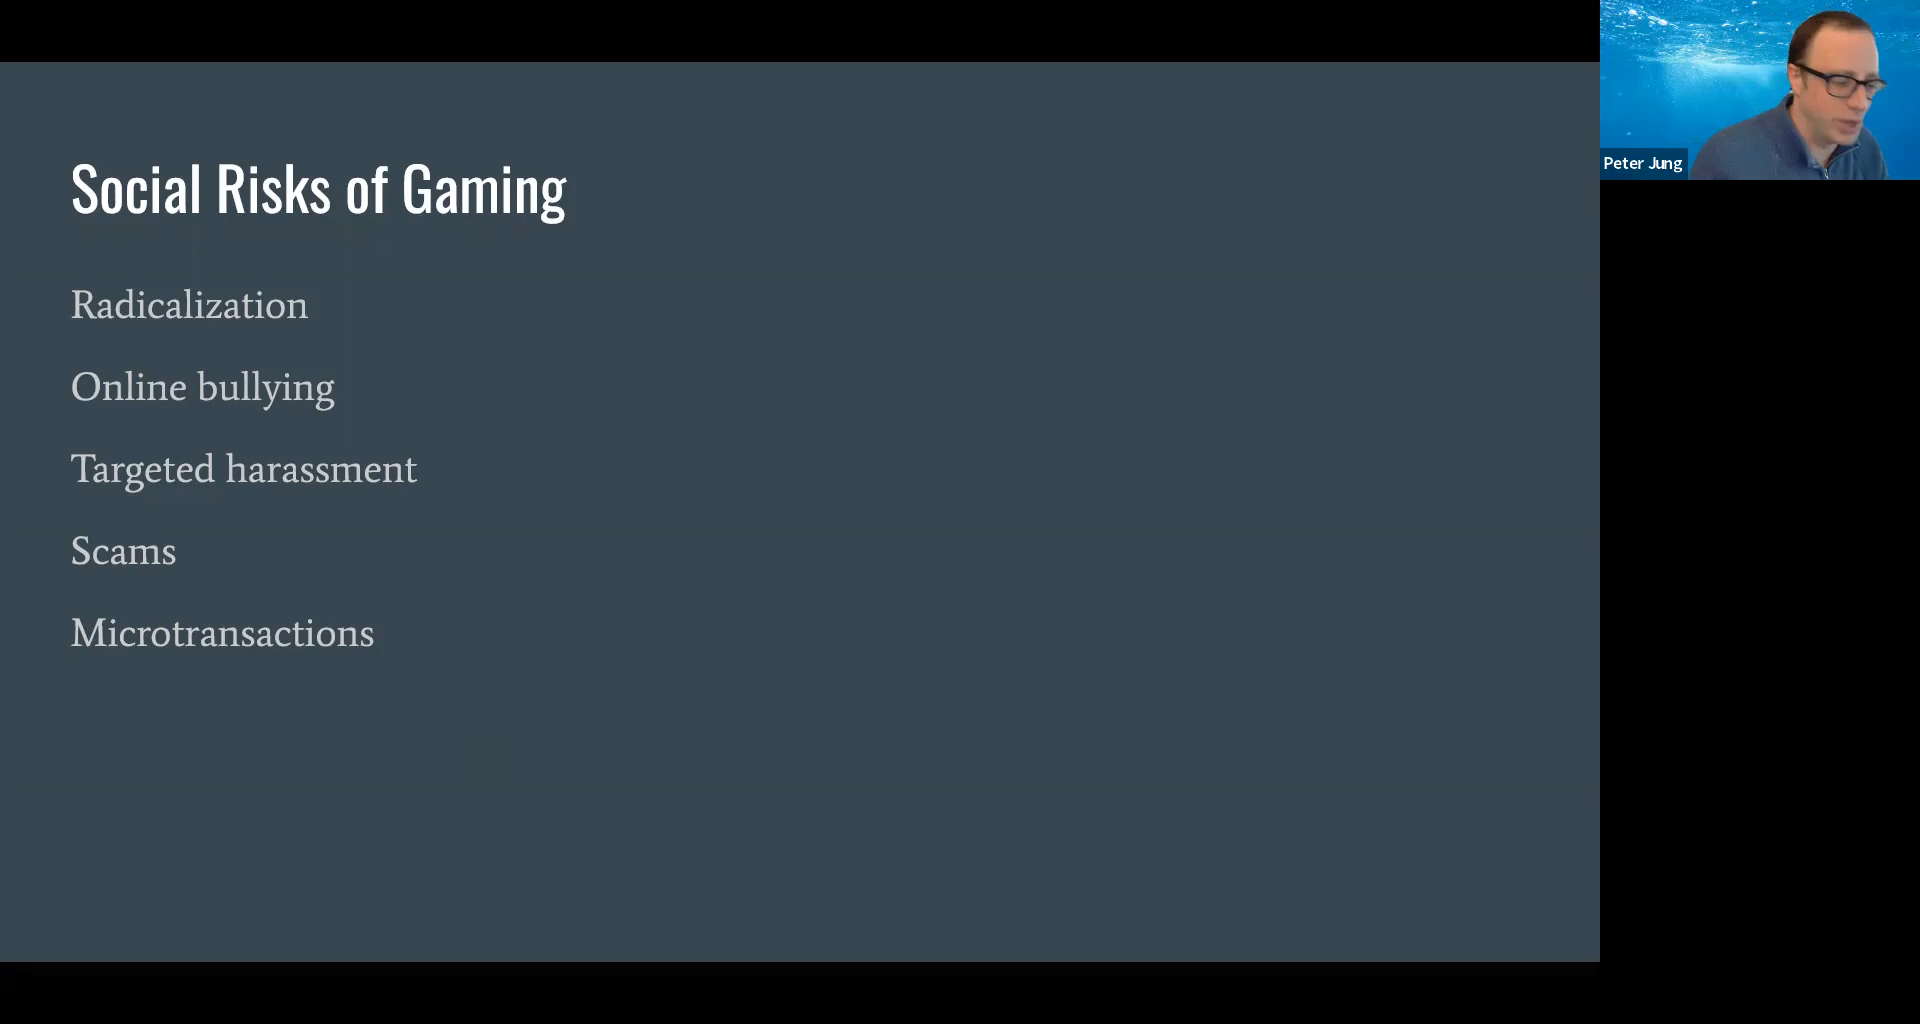 Social Risks of Gaming
Radicalization
Online bullying
Targeted harassment
Scams
Microtransactions
Peter Jung